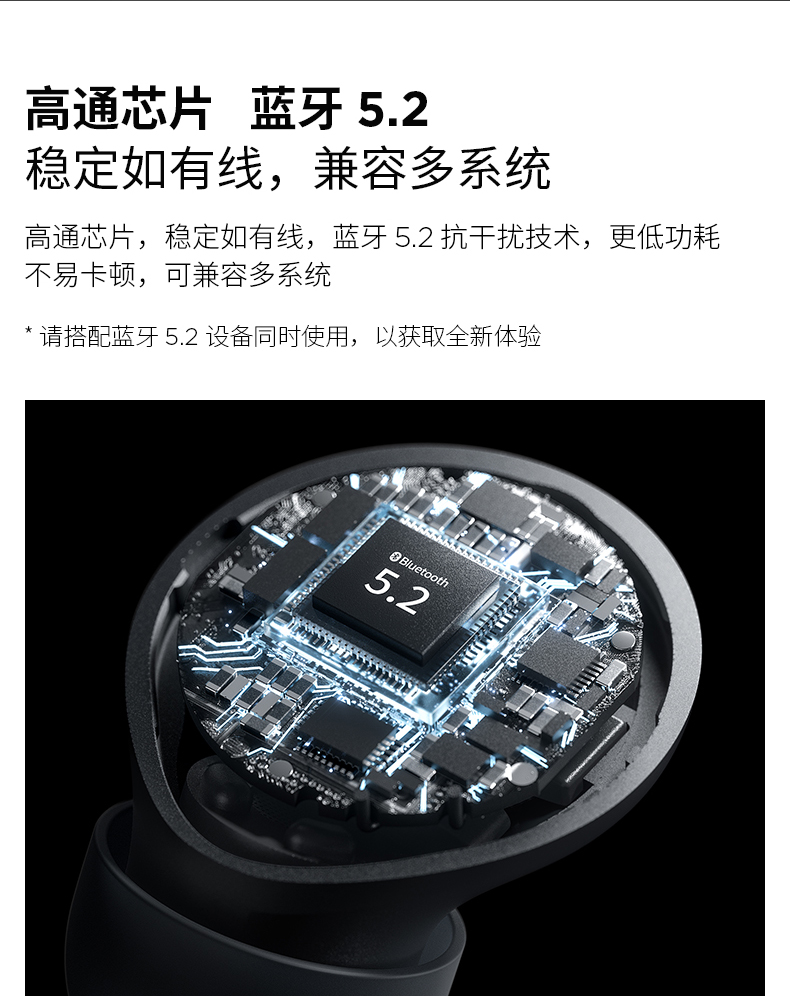 高通芯片 蓝牙 5.2
稳定如有线，兼容多系统
高通芯片，稳定如有线，蓝牙 5.2 抗干扰技术，更低功耗
不易卡顿，可兼容多系统
* 请搭配蓝牙 5.2 设备同时使用，以获取全新体验
Bluetooth
5.2